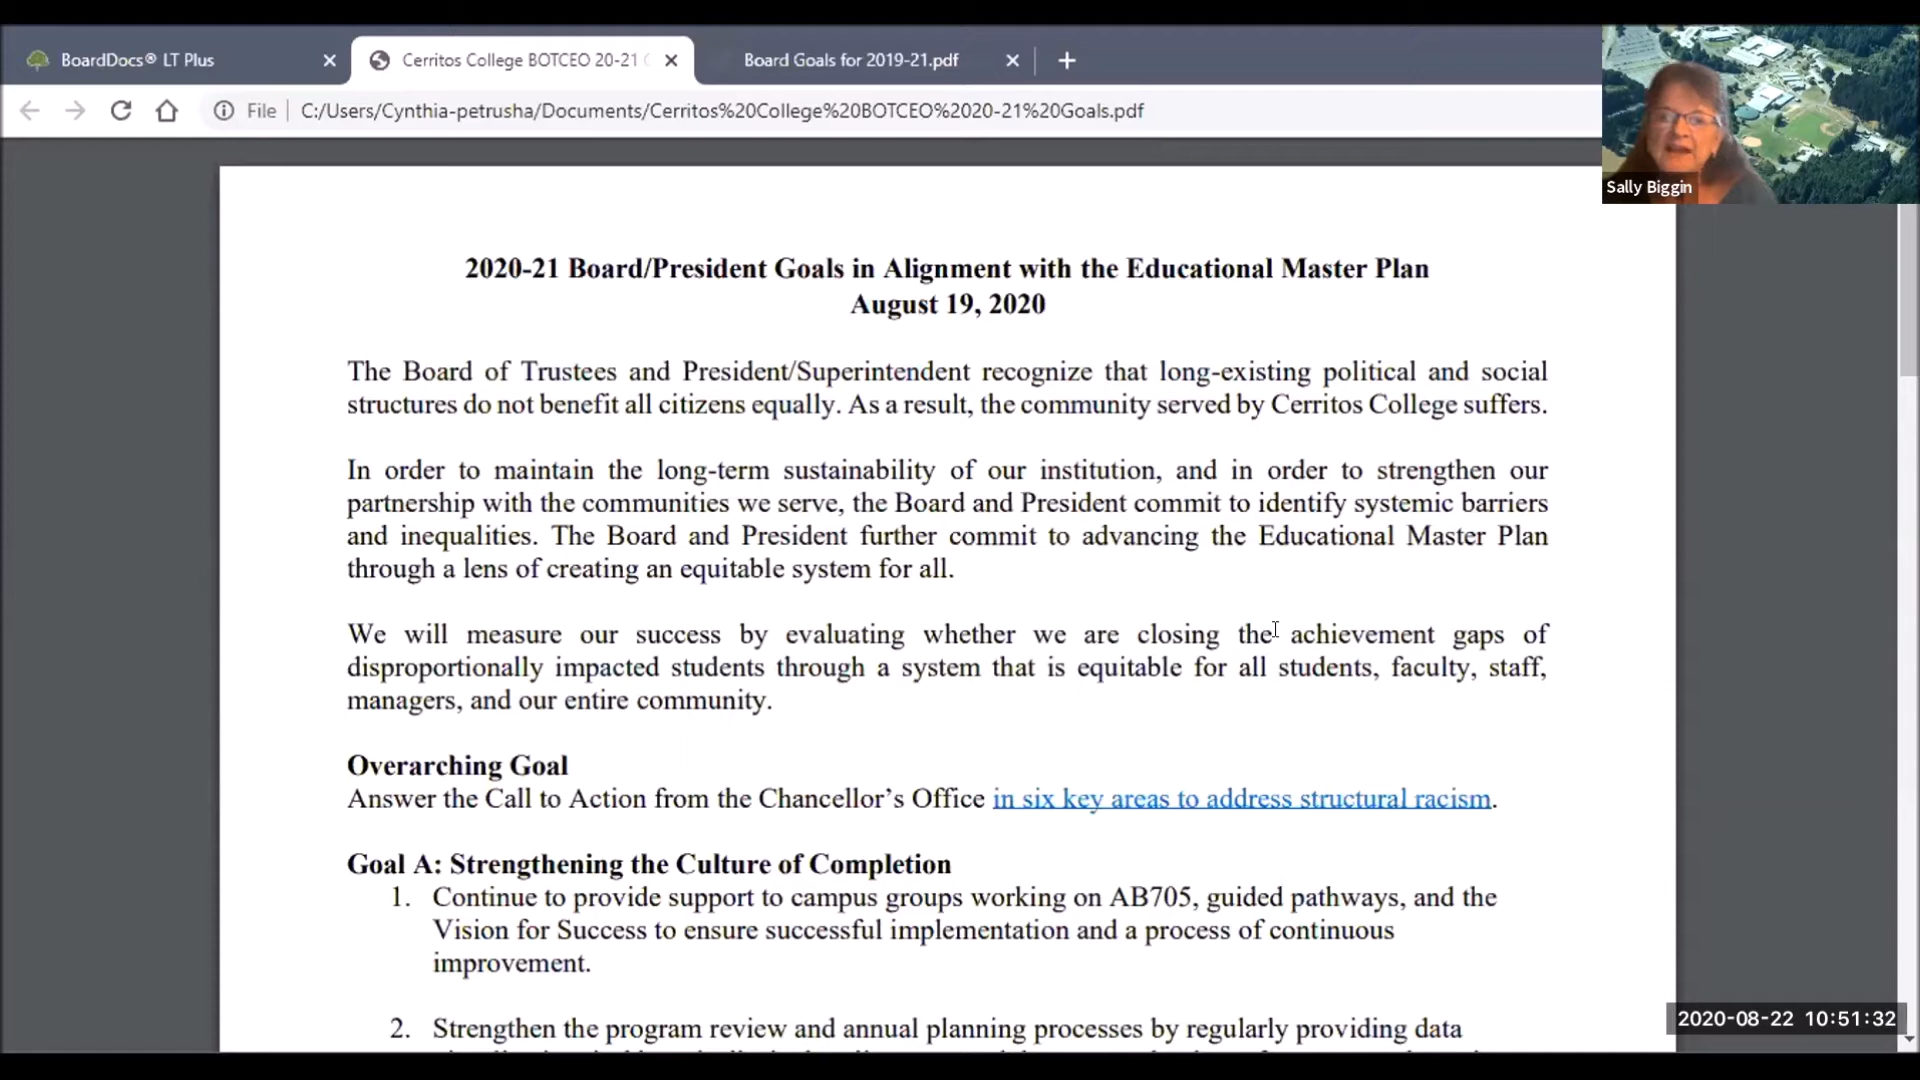 BoardDocs® LT Plus
Cerritos College BOTCEO 20-21
Board Goals for 2019-21.pdf
File
C:/Users/Cynthia-petrusha/Documents/Cerritos%20College%20BOTCEO%2020-21%20Goals.pdf
Sally Biggin
2020-21 Board/President Goals in Alignment with the Educational Master Plan
August 19, 2020
The Board of Trustees and President/Superintendent recognize that long-existing political and social
structures do not benefit all citizens equally. As a result, the community served by Cerritos College suffers.
In order to maintain the long-term sustainability of our institution, and in order to strengthen our
partnership with the communities we serve, the Board and President commit to identify systemic barriers
and inequalities. The Board and President further commit to advancing the Educational Master Plan
through a lens of creating an equitable system for all.
We will measure our success by evaluating whether we are closing the achievement gaps of
disproportionally impacted students through a system that is equitable for all students, faculty, staff,
managers, and our entire community.
Overarching Goal
Answer the Call to Action from the Chancellor’s Office in six key areas to address structural racism.
Goal A: Strengthening the Culture of Completion
1. Continue to provide support to campus groups working on AB705, guided pathways, and the
Vision for Success to ensure successful implementation and a process of continuous
improvement.
2. Strengthen the program review and annual planning processes by regularly providing data
2020-08-22 10:51:32